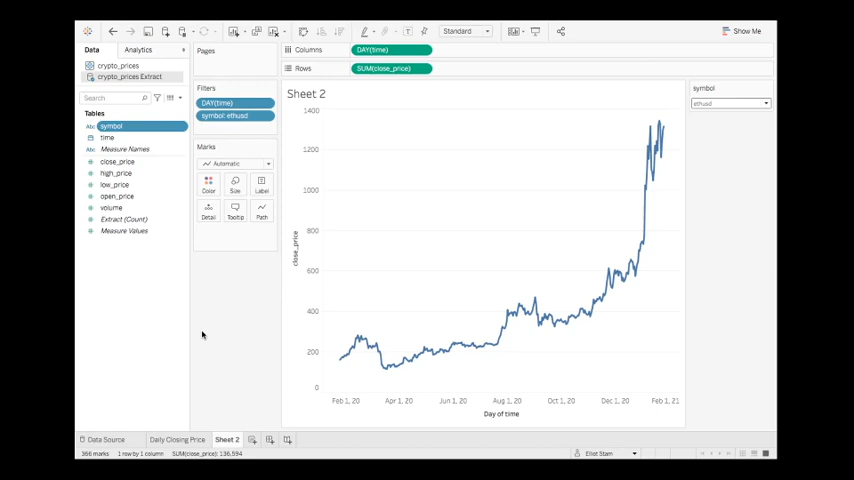 Standard
Show Me
Data
Analytics
Pages
Columns
DAY(time)
crypto_prices
crypto_prices Extract
Rows
SUM(close_price)
Search
Filters
DAY(time)
symbol: ethusd
Sheet 2
symbol
ethusd
Tables
Abc symbol
time
Abc Measure Names
close_price
high_price
low_price
open_price
volume
Extract (Count)
Measure Values
Marks
Automatic
Color
Size
Label
Detail
Tooltip
Path
1400
1200
1000
800
600
400
200
0
close_price
Feb 1, 20
Apr 1, 20
Jun 1, 20
Aug 1, 20
Oct 1, 20
Dec 1, 20
Feb 1, 21
Day of time
Data Source
Daily Closing Price
Sheet 2
366 marks
1 row by 1 column
SUM(close_price): 136,594
Elliot Stam